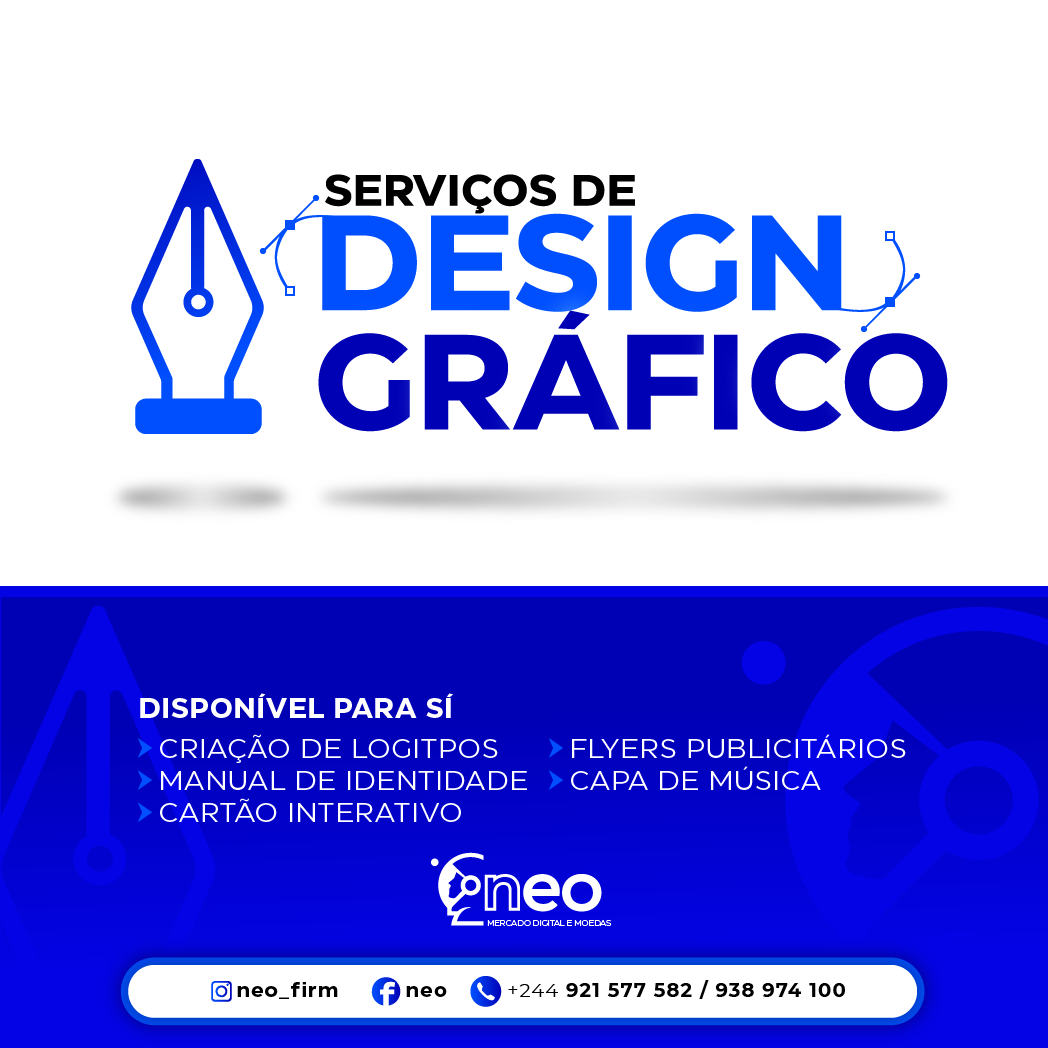 SERVIÇOS DE
DESIGN
GRÁFICO
DISPONÍVEL PARA SÍ
CRIAÇÃO DE LOGITPOS
MANUAL DE IDENTIDADE
CARTÃO INTERATIVO
FLYERS PUBLICITÁRIOS
CAPA DE MÚSICA
neo
MERCADO DIGITAL E MOEDAS
neo_firm neo +244 921 577 582 / 938 974 100